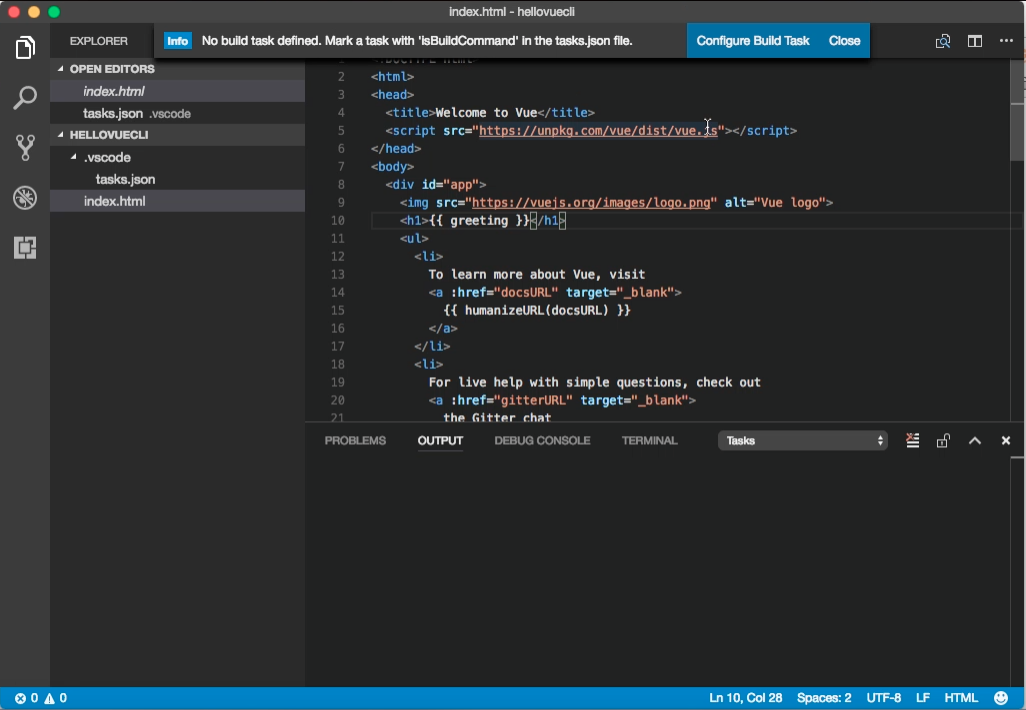 index.html - hellovuecli
EXPLORER
Info No build task defined. Mark a task with 'isBuildCommand' in the tasks.json file. Configure Build Task Close
OPEN EDITORS
index.html
tasks.json .vscode
HELLOVUECLI
.vscode
tasks.json
index.html
2 <html>
3 <head>
4 <title>Welcome to Vue</title>
5 <script src="https://unpkg.com/vue/dist/vue.js"></script>
6 </head>
7 <body>
8 <div id="app">
9 <img src="https://vuejs.org/images/logo.png" alt="Vue logo">
10 <h1>{{ greeting }}</h1>
11 <ul>
12 <li>
13 To learn more about Vue, visit
14 <a :href="docsURL" target="_blank">
15 {{ humanizeURL(docsURL) }}
16 </a>
17 </li>
18 <li>
19 For live help with simple questions, check out
20 <a :href="gitterURL" target="_blank">
21 the Gitter chat
PROBLEMS OUTPUT DEBUG CONSOLE TERMINAL Tasks
0 0 Ln 10, Col 28 Spaces: 2 UTF-8 LF HTML